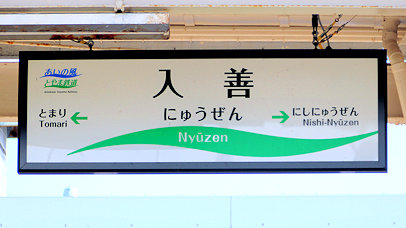 あいの風
とやま鉄道
入善
にゅうぜん
Nyūzen
とまり
Tomari
にしにゅうぜん
Nishi-Nyūzen